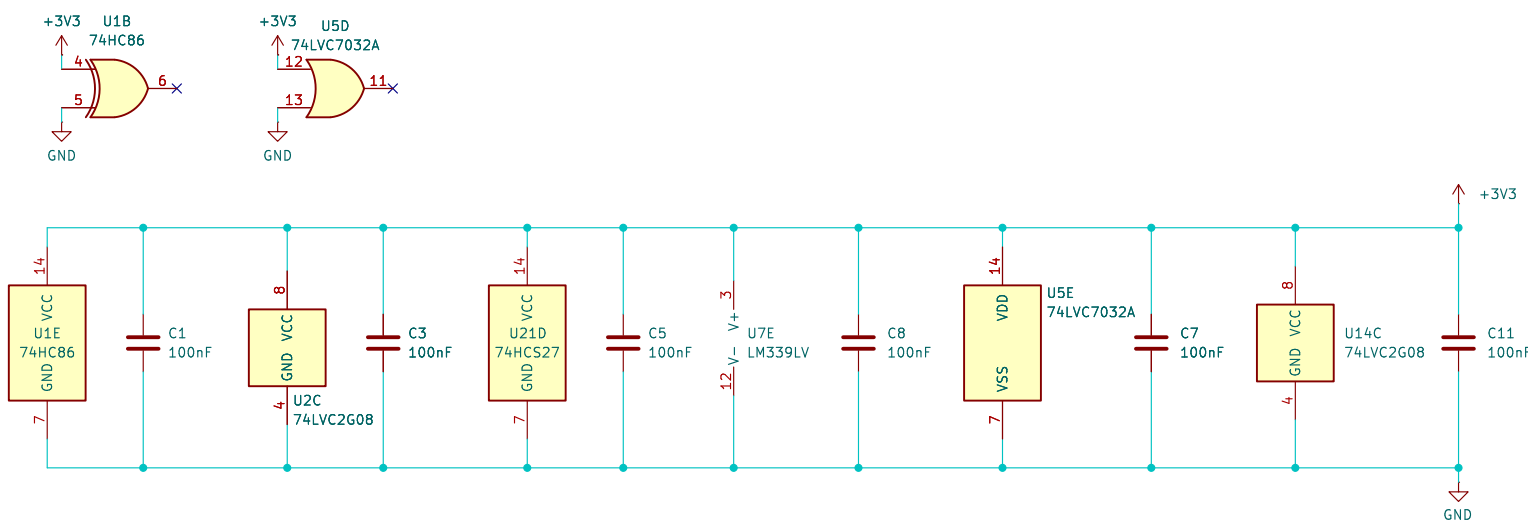 +3V3
U1B
74HC86
4
5
6
GND
+3V3
U5D
74LVC7032A
12
13
11
GND
+3V3
14
VCC
U1E
74HC86
GND
7
C1
100nF
8
VCC
GND
4
U2C
74LVC2G08
C3
100nF
14
VCC
U21D
74HCS27
GND
7
C5
100nF
3
V+
U7E
LM339LV
V-
12
C8
100nF
14
VDD
U5E
74LVC7032A
VSS
7
C7
100nF
8
VCC
U14C
74LVC2G08
GND
4
C11
100nF
GND